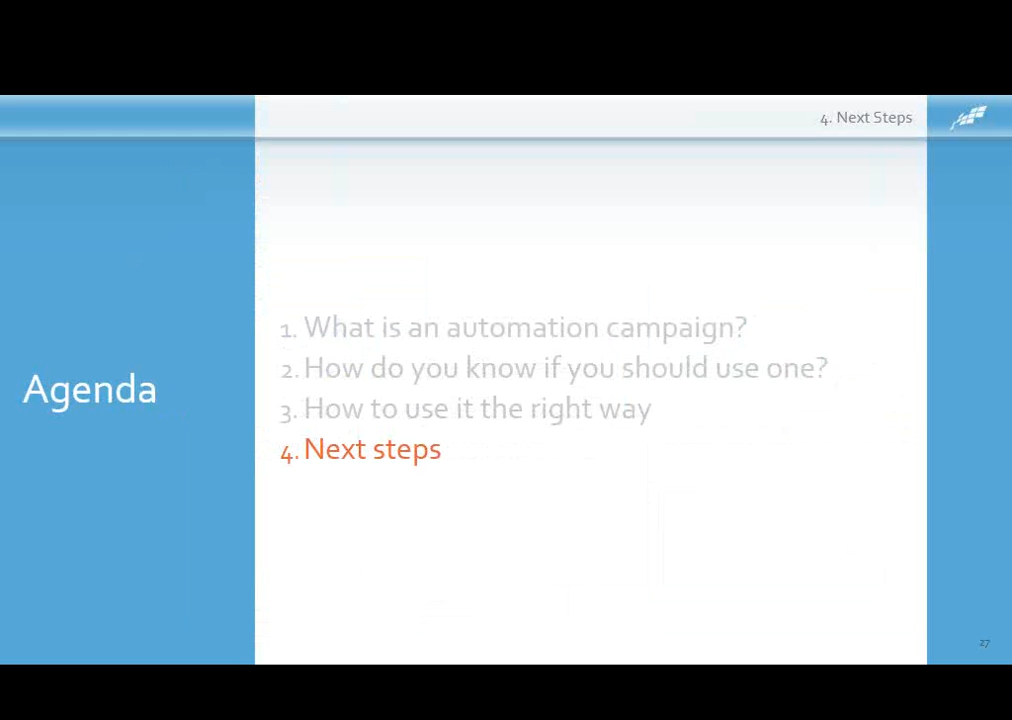 4. Next Steps
Agenda
1. What is an automation campaign?
2. How do you know if you should use one?
3. How to use it the right way
4. Next steps
27